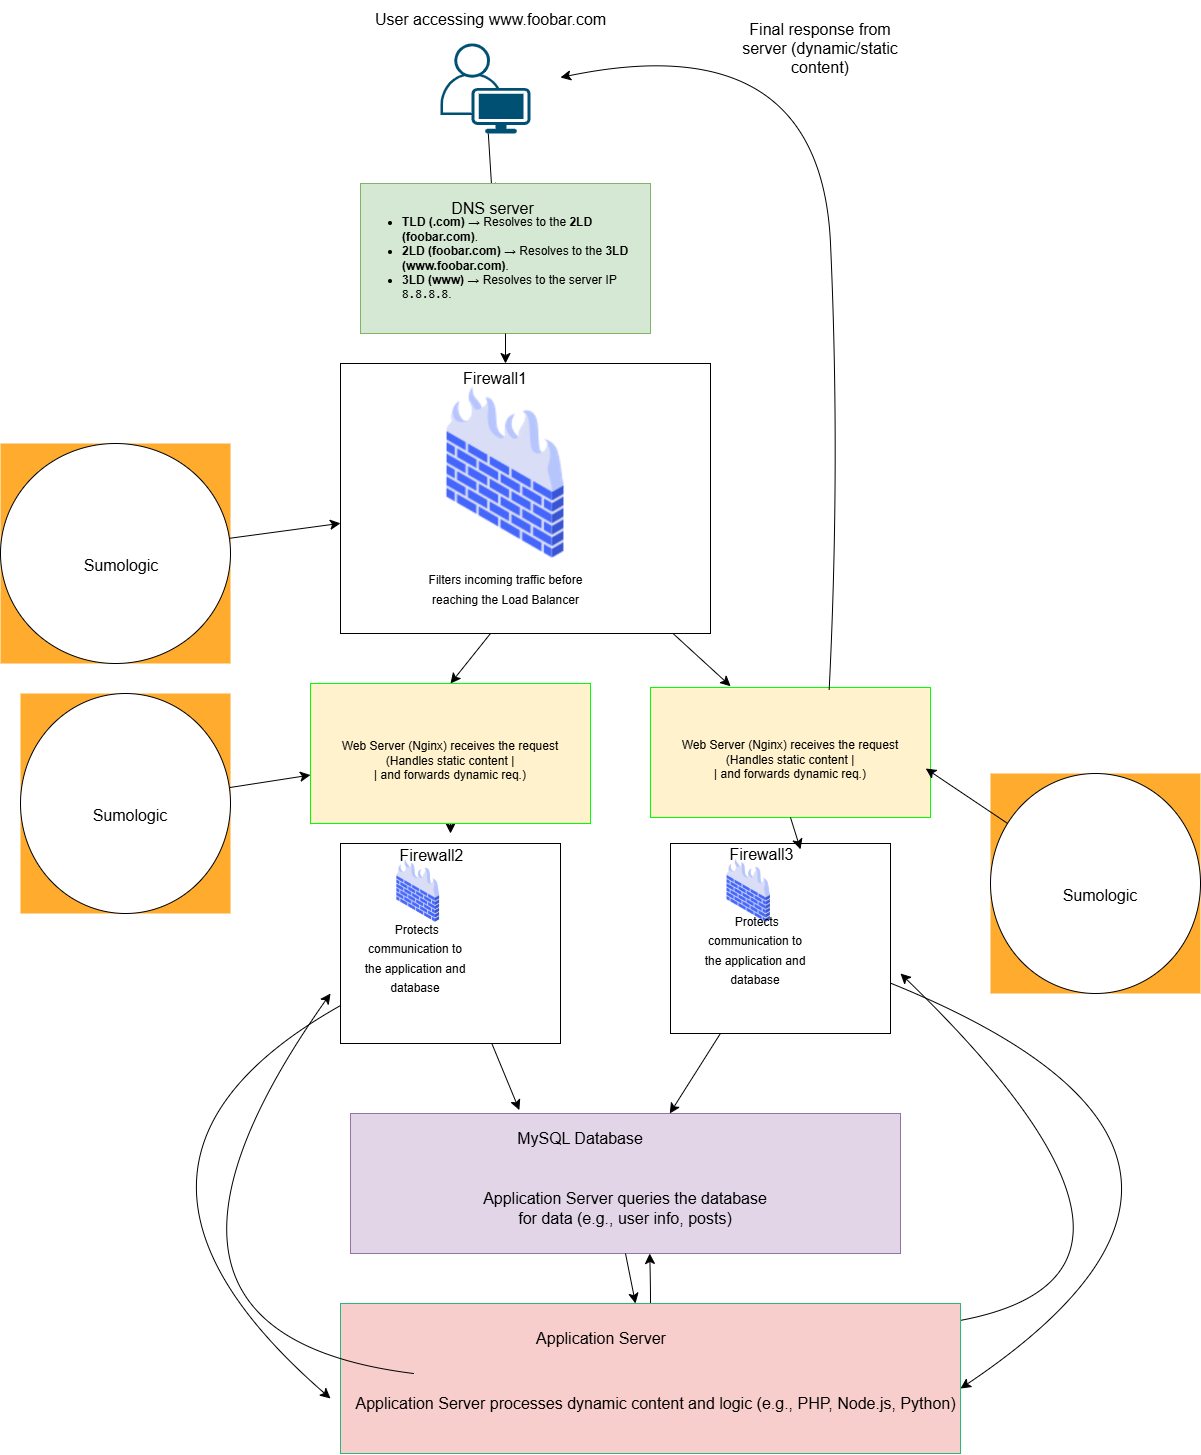 User accessing www.foobar.com
Final response from
server (dynamic/static
content)
DNS server
• TLD (.com) → Resolves to the 2LD
(foobar.com).
• 2LD (foobar.com) → Resolves to the 3LD
(www.foobar.com).
• 3LD (www) → Resolves to the server IP
8.8.8.8.
Firewall1
Filters incoming traffic before
reaching the Load Balancer
Sumologic
Web Server (Nginx) receives the request
(Handles static content |
| and forwards dynamic req.)
Web Server (Nginx) receives the request
(Handles static content |
| and forwards dynamic req.)
Sumologic
Sumologic
Firewall2
Protects
communication to
the application and
database
Firewall3
Protects
communication to
the application and
database
MySQL Database
Application Server queries the database
for data (e.g., user info, posts)
Application Server
Application Server processes dynamic content and logic (e.g., PHP, Node.js, Python)